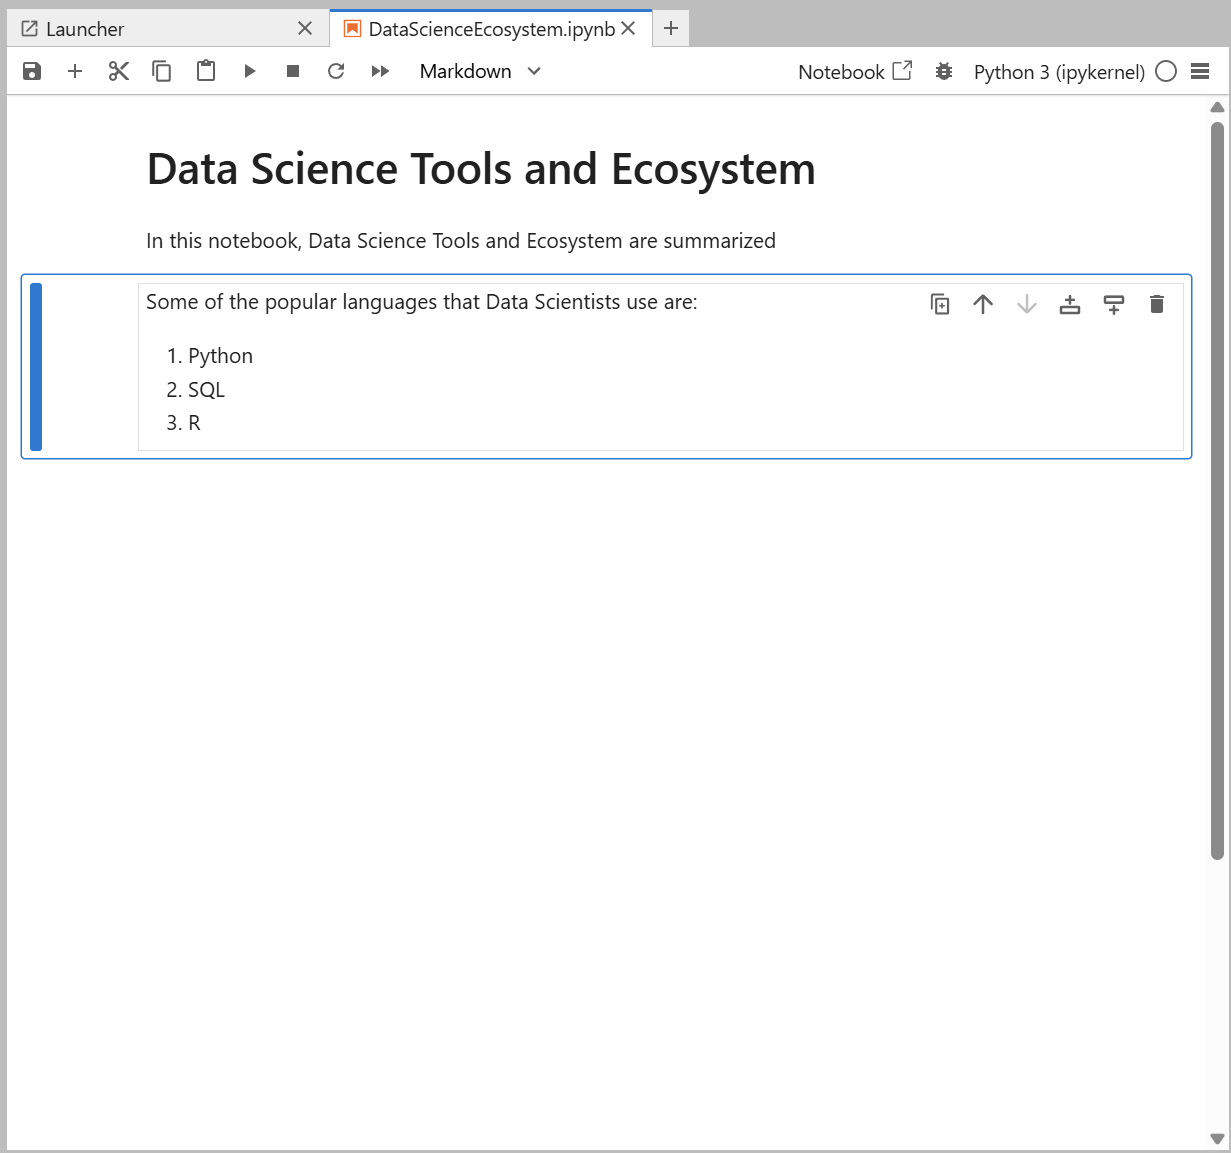 Launcher
DataScienceEcosystem.ipynb
Markdown
Notebook
Python 3 (ipykernel)
Data Science Tools and Ecosystem
In this notebook, Data Science Tools and Ecosystem are summarized
Some of the popular languages that Data Scientists use are:
1. Python
2. SQL
3. R